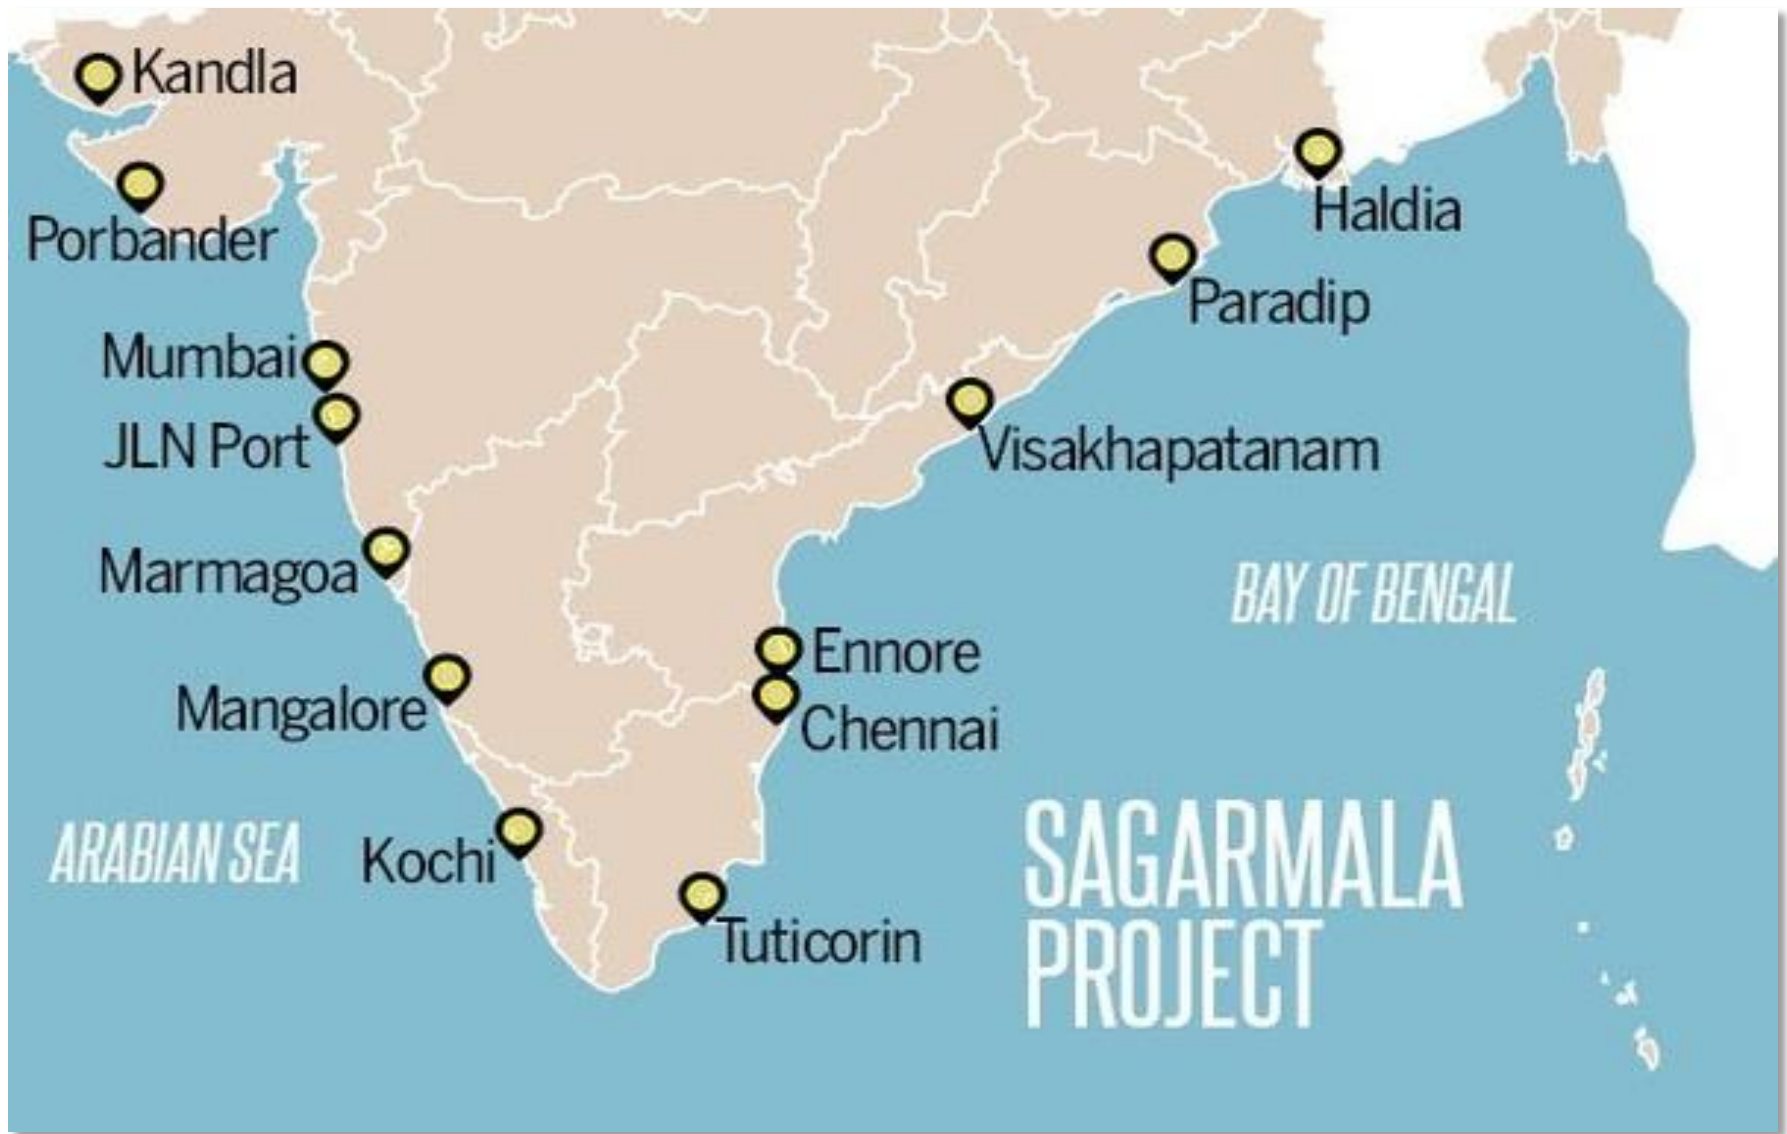 Kandla
Haldia
Porbander
Paradip
Mumbai
JLN Port
Visakhapatanam
Marmagoa
BAY OF BENGAL
Ennore
Mangalore
Chennai
ARABIAN SEA
Kochi
SAGARMALA
PROJECT
Tuticorin